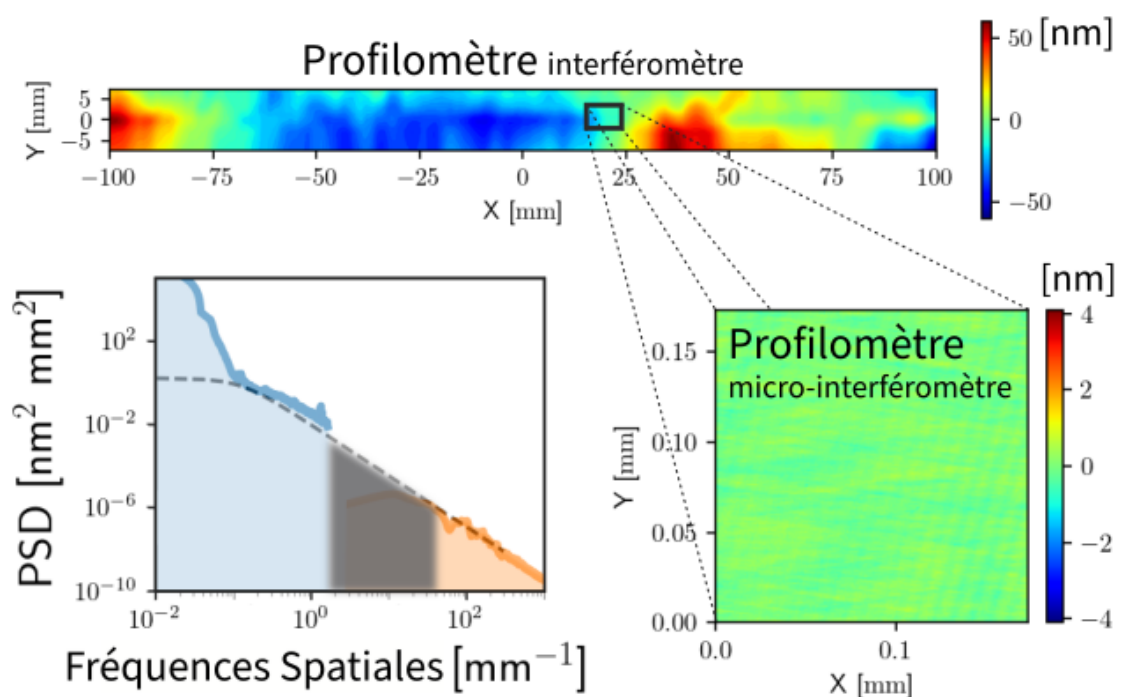 Profilomètre interféromètre
50 [nm]
0
−50
Y [mm]
5
0
−5
−100 −75 −50 −25 0 25 50 75 100
X [mm]
PSD [nm² mm²]
10²
10⁻²
10⁻⁶
10⁻¹⁰
10⁻² 10⁰ 10²
Fréquences Spatiales [mm⁻¹]
Profilomètre
micro-interféromètre
Y [mm]
0.15
0.10
0.05
0.00
0.0 0.1
X [mm]
[nm]
4
2
0
−2
−4